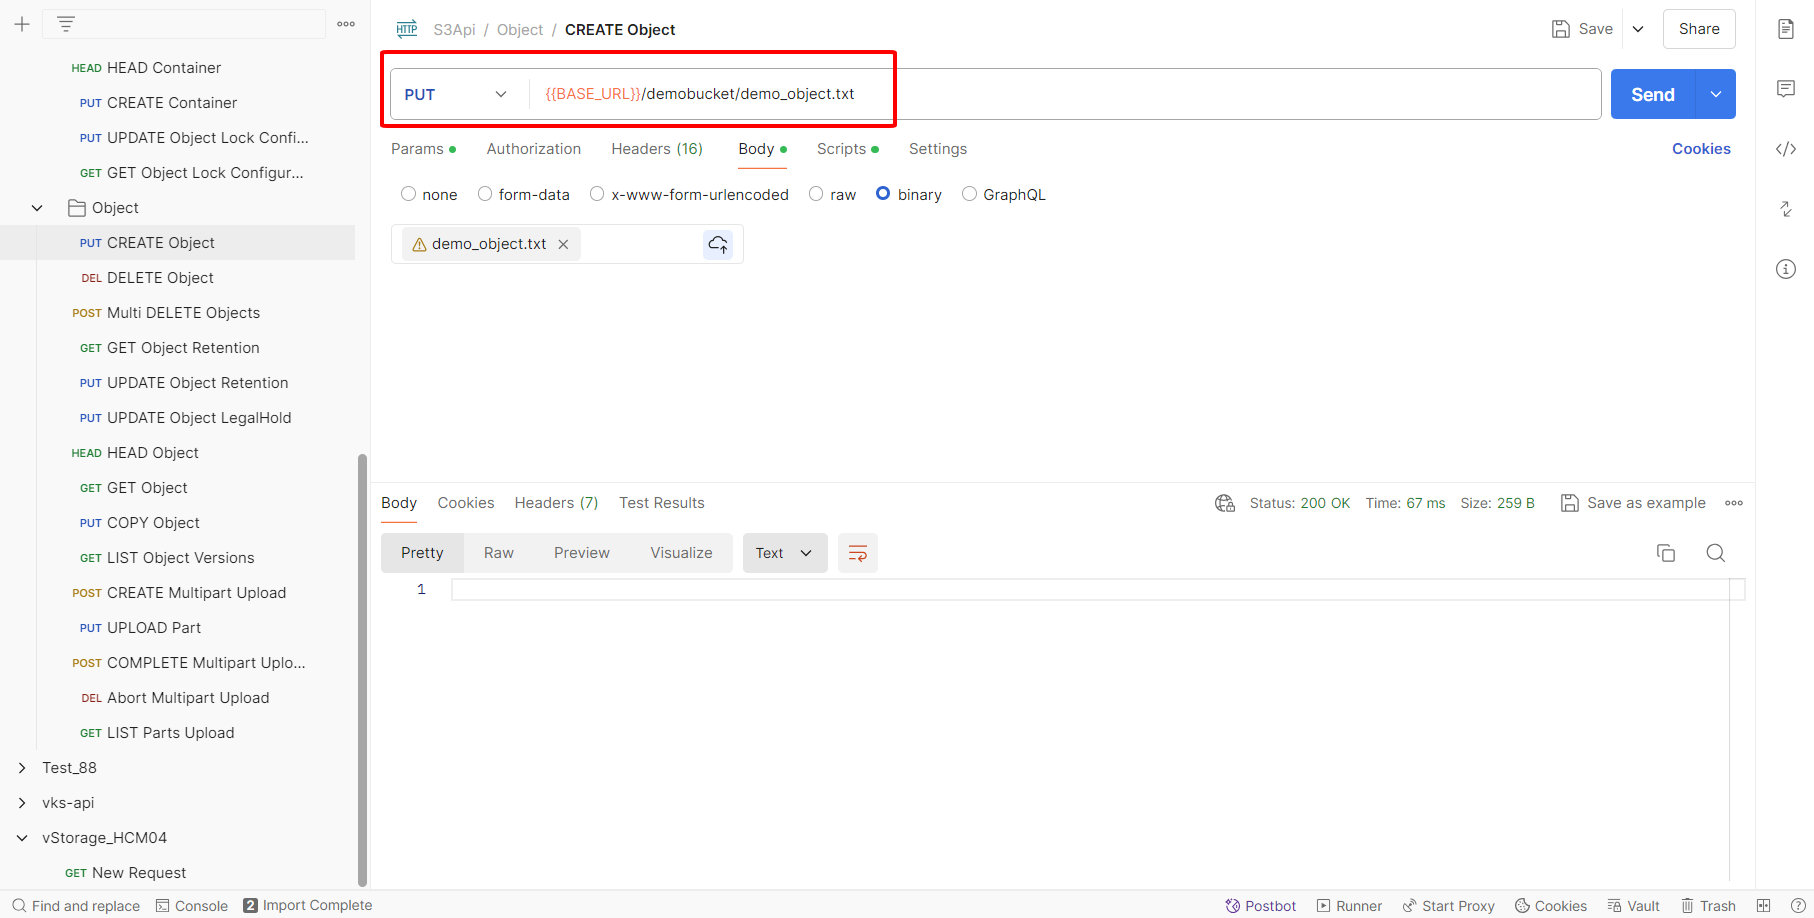 S3Api / Object / CREATE Object
Save
Share
HEAD HEAD Container
PUT CREATE Container
PUT UPDATE Object Lock Confi...
GET GET Object Lock Configur...
Object
PUT CREATE Object
DEL DELETE Object
POST Multi DELETE Objects
GET GET Object Retention
PUT UPDATE Object Retention
PUT UPDATE Object LegalHold
HEAD HEAD Object
GET GET Object
PUT COPY Object
GET LIST Object Versions
POST CREATE Multipart Upload
PUT UPLOAD Part
POST COMPLETE Multipart Uplo...
DEL Abort Multipart Upload
GET LIST Parts Upload
Test_88
vks-api
vStorage_HCM04
GET New Request
HTTP
PUT {{BASE_URL}}/demobucket/demo_object.txt
Send
Params Authorization Headers (16) Body Scripts Settings
Cookies
none form-data x-www-form-urlencoded raw binary GraphQL
demo_object.txt
Body Cookies Headers (7) Test Results
Status: 200 OK Time: 67 ms Size: 259 B
Save as example
Pretty Raw Preview Visualize Text
1
Find and replace Console 2 Import Complete
Postbot Runner Start Proxy Cookies Vault Trash